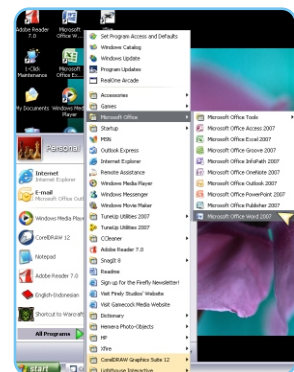 Adobe Reader
7.0
Microsoft
Office W...
1-Click
Maintenance
Microsoft
Office Ex...
My Documents
Windows Media
Player
Personal
Internet
Internet Explorer
E-mail
Microsoft Office Out
Windows Media Play
CorelDRAW 12
Notepad
Adobe Reader 7.0
English-Indonesian
Shortcut to Warcraft
All Programs
start
Set Program Access and Defaults
Windows Catalog
Windows Update
Program Updates
RealOne Arcade
Accessories
Games
Microsoft Office
Startup
MSN
Outlook Express
Internet Explorer
Remote Assistance
Windows Media Player
Windows Messenger
Windows Movie Maker
TuneUp Utilities 2007
TuneUp Utilities 2007
CCleaner
Adobe Reader 7.0
SnagIt 8
Readme
Sign up for the Firefly Newsletter!
Visit Firefly Studios' Website
Visit Gamecock Media Website
Dictionary
Hemera Photo-Objects
HP
Xfire
CorelDRAW Graphics Suite 12
Lighthouse Interactive
Microsoft Office Tools
Microsoft Office Access 2007
Microsoft Office Excel 2007
Microsoft Office Groove 2007
Microsoft Office InfoPath 2007
Microsoft Office OneNote 2007
Microsoft Office Outlook 2007
Microsoft Office PowerPoint 2007
Microsoft Office Publisher 2007
Microsoft Office Word 2007